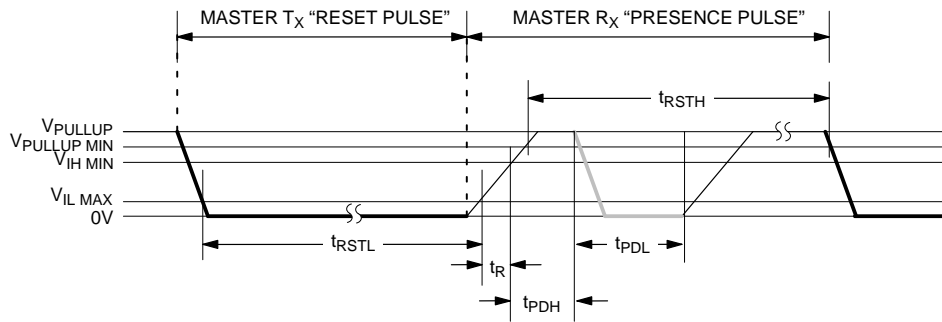 MASTER TX “RESET PULSE”
MASTER RX “PRESENCE PULSE”
tRSTH
VPULLUP
VPULLUP MIN
VIH MIN
VIL MAX
0V
tRSTL
tPDL
tR
tPDH